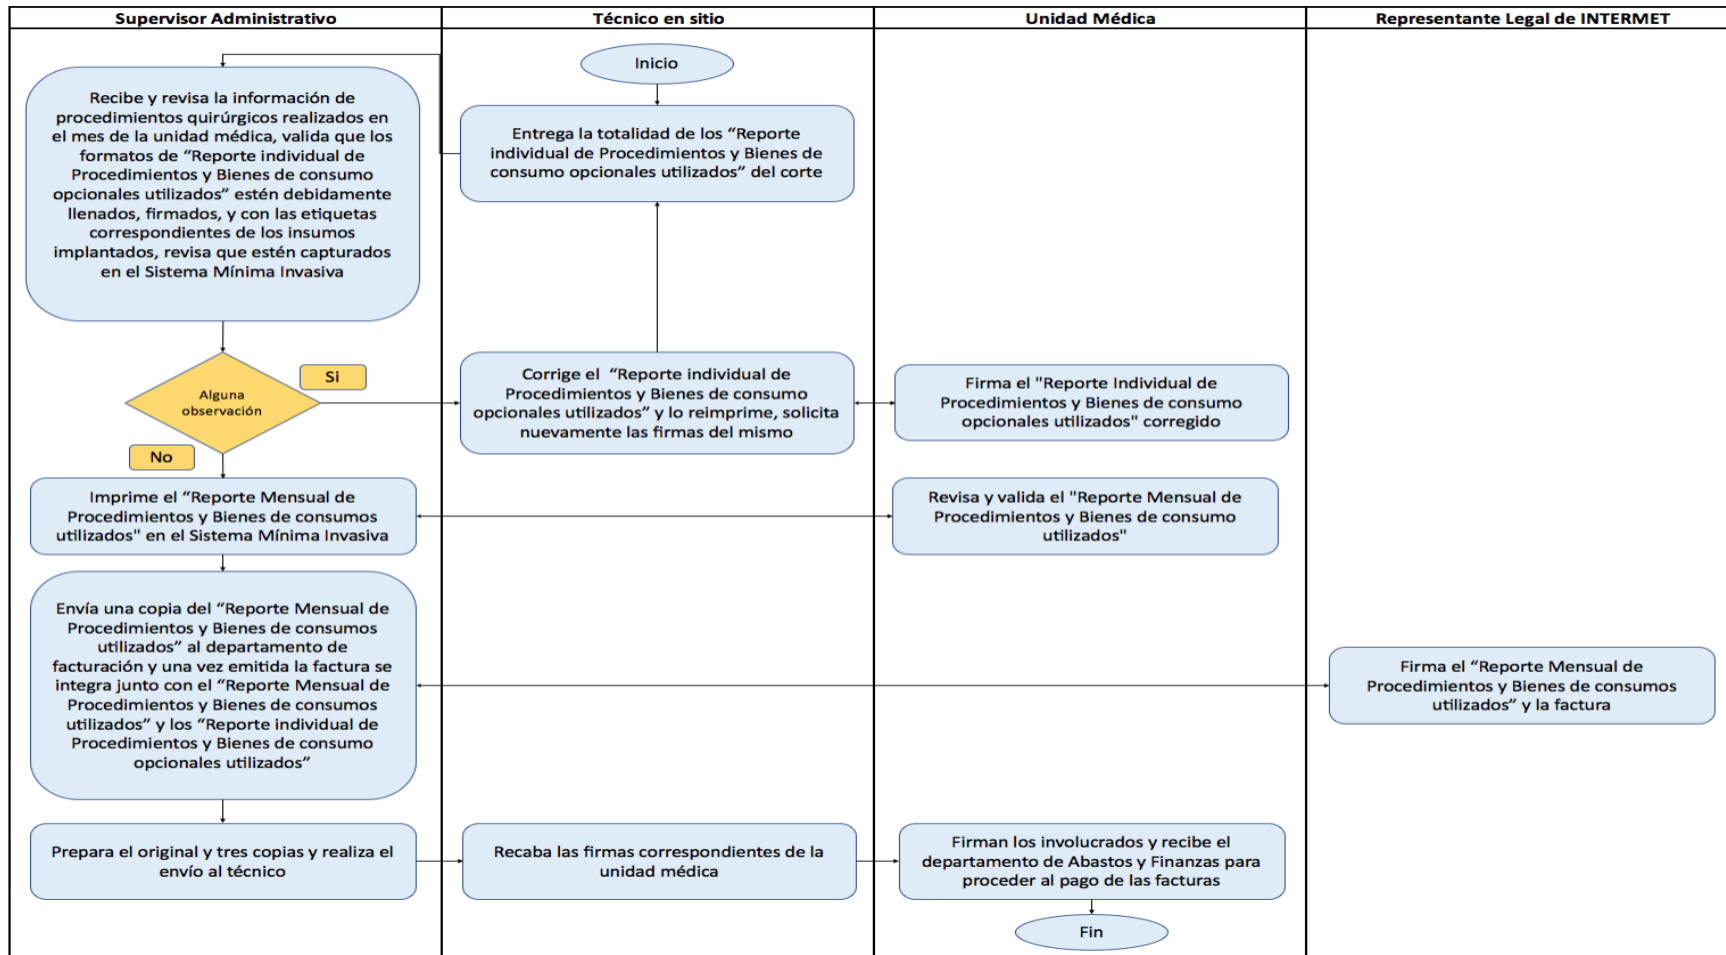 Supervisor Administrativo
Técnico en sitio
Unidad Médica
Representante Legal de INTERMET
Inicio
Entrega la totalidad de los “Reporte
individual de Procedimientos y Bienes de
consumo opcionales utilizados” del corte
Recibe y revisa la información de
procedimientos quirúrgicos realizados en
el mes de la unidad médica, valida que los
formatos de “Reporte individual de
Procedimientos y Bienes de consumo
opcionales utilizados” estén debidamente
llenados, firmados, y con las etiquetas
correspondientes de los insumos
implantados, revisa que estén capturados
en el Sistema Mínima Invasiva
Alguna
observación
Si
No
Corrige el “Reporte individual de
Procedimientos y Bienes de consumo
opcionales utilizados” y lo reimprime, solicita
nuevamente las firmas del mismo
Firma el "Reporte Individual de
Procedimientos y Bienes de consumo
opcionales utilizados" corregido
Imprime el “Reporte Mensual de
Procedimientos y Bienes de consumos
utilizados" en el Sistema Mínima Invasiva
Revisa y valida el "Reporte Mensual de
Procedimientos y Bienes de consumo
utilizados"
Envía una copia del “Reporte Mensual de
Procedimientos y Bienes de consumos
utilizados” al departamento de
facturación y una vez emitida la factura se
integra junto con el “Reporte Mensual de
Procedimientos y Bienes de consumos
utilizados” y los “Reporte individual de
Procedimientos y Bienes de consumo
opcionales utilizados”
Firma el “Reporte Mensual de
Procedimientos y Bienes de consumos
utilizados” y la factura
Prepara el original y tres copias y realiza el
envío al técnico
Recaba las firmas correspondientes de la
unidad médica
Firman los involucrados y recibe el
departamento de Abastos y Finanzas para
proceder al pago de las facturas
Fin